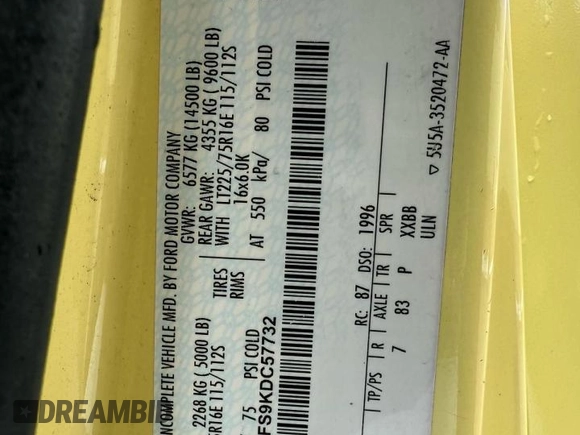 INCOMPLETE VEHICLE MFD. BY FORD MOTOR COMPANY
GVWR: 6577 KG (14500 LB)
2268 KG ( 5000 LB) REAR GAWR: 4355 KG ( 9600 LB)
5R16E 115/112S TIRES WITH LT225/75R16E 115/112S
RIMS 16x6.0K
75 PSI COLD AT 550 kPa/ 80 PSI COLD
FS9KDC57732
RC: 87 DSO: 1996
TP/PS R AXLE TR SPR
7 83 P XXBB
ULN
▽ 5U5A-3520472-AA
DREAMBI